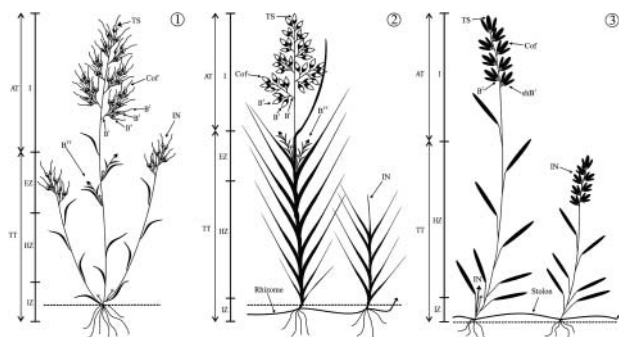 ①
TS
Cof
AT
I
B'
B'
B'
IN
B''
EZ
TT
HZ
IZ
②
TS
AT
I
Cof
B'
B'
B'
B''
EZ
IN
TT
HZ
Rhizome
IZ
③
TS
Cof
AT
I
B'
shB'
IN
TT
HZ
IN
Stolon
IZ